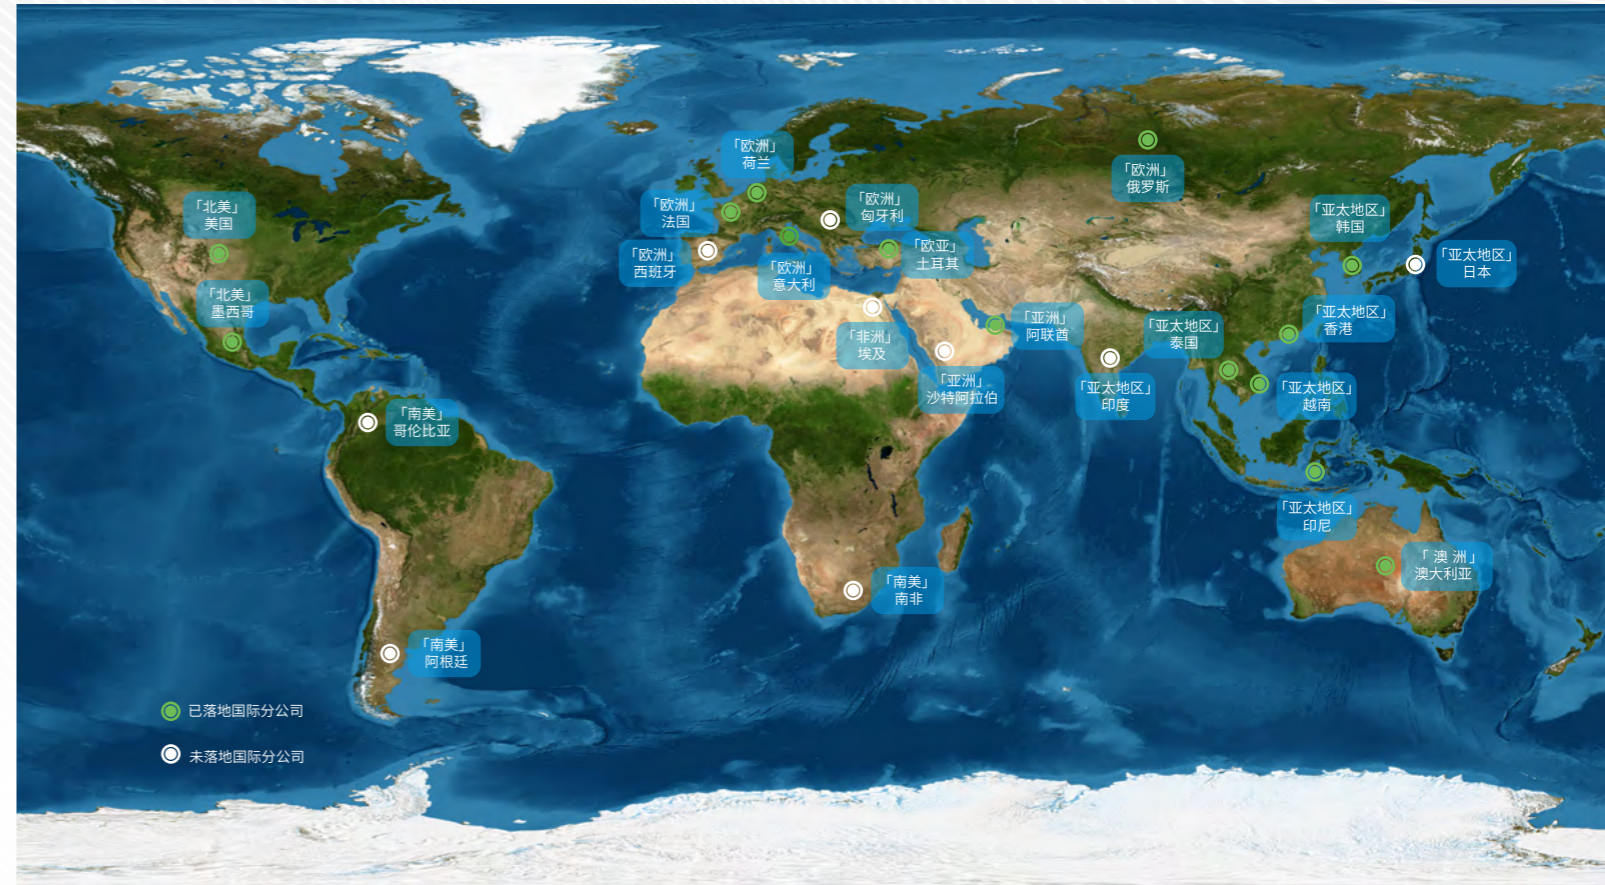 「欧洲」
荷兰
「欧洲」
俄罗斯
「北美」
美国
「欧洲」
法国
「欧洲」
匈牙利
「亚太地区」
韩国
「欧洲」
西班牙
「欧洲」
意大利
「欧亚」
土耳其
「亚太地区」
日本
「北美」
墨西哥
「非洲」
埃及
「亚洲」
阿联酋
「亚太地区」
泰国
「亚太地区」
香港
「亚洲」
沙特阿拉伯
「亚太地区」
印度
「亚太地区」
越南
「南美」
哥伦比亚
「亚太地区」
印尼
「 澳 洲 」
澳大利亚
「南美」
南非
「南美」
阿根廷
已落地国际分公司
未落地国际分公司